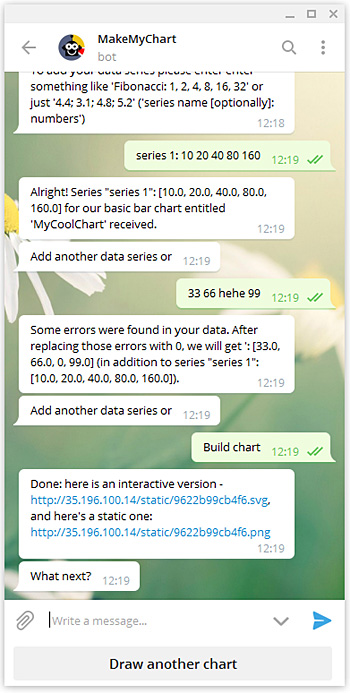 MakeMyChart
bot
To add your data series please enter enter
something like 'Fibonacci: 1, 2, 4, 8, 16, 32' or
just '4.4; 3.1; 4.8; 5.2' ('series name [optionally]:
numbers')
12:18
series 1: 10 20 40 80 160 12:19
Alright! Series "series 1": [10.0, 20.0, 40.0, 80.0,
160.0] for our basic bar chart entitled
'MyCoolChart' received.
12:19
Add another data series or 12:19
33 66 hehe 99 12:19
Some errors were found in your data. After
replacing those errors with 0, we will get ': [33.0,
66.0, 0, 99.0] (in addition to series "series 1":
[10.0, 20.0, 40.0, 80.0, 160.0]).
12:19
Add another data series or 12:19
Build chart 12:19
Done: here is an interactive version -
http://35.196.100.14/static/9622b99cb4f6.svg,
and here's a static one:
http://35.196.100.14/static/9622b99cb4f6.png
12:19
What next? 12:19
Write a message...
Draw another chart